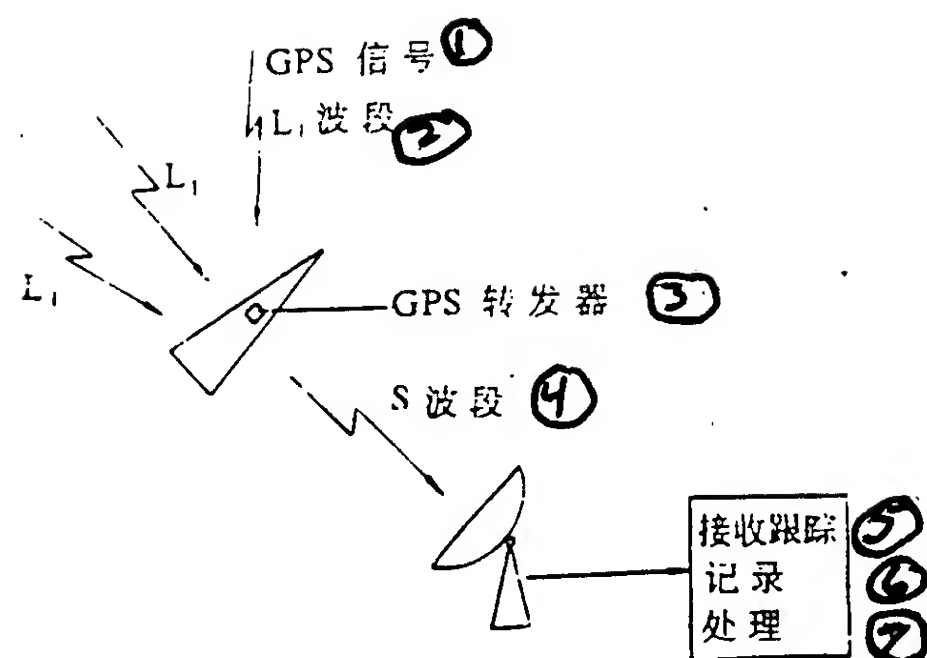 GPS 信号 ①
L₁ 波段 ②
L₁
L₁
GPS 转发器 ③
S 波段 ④
接收跟踪 ⑤
记录 ⑥
处理 ⑦